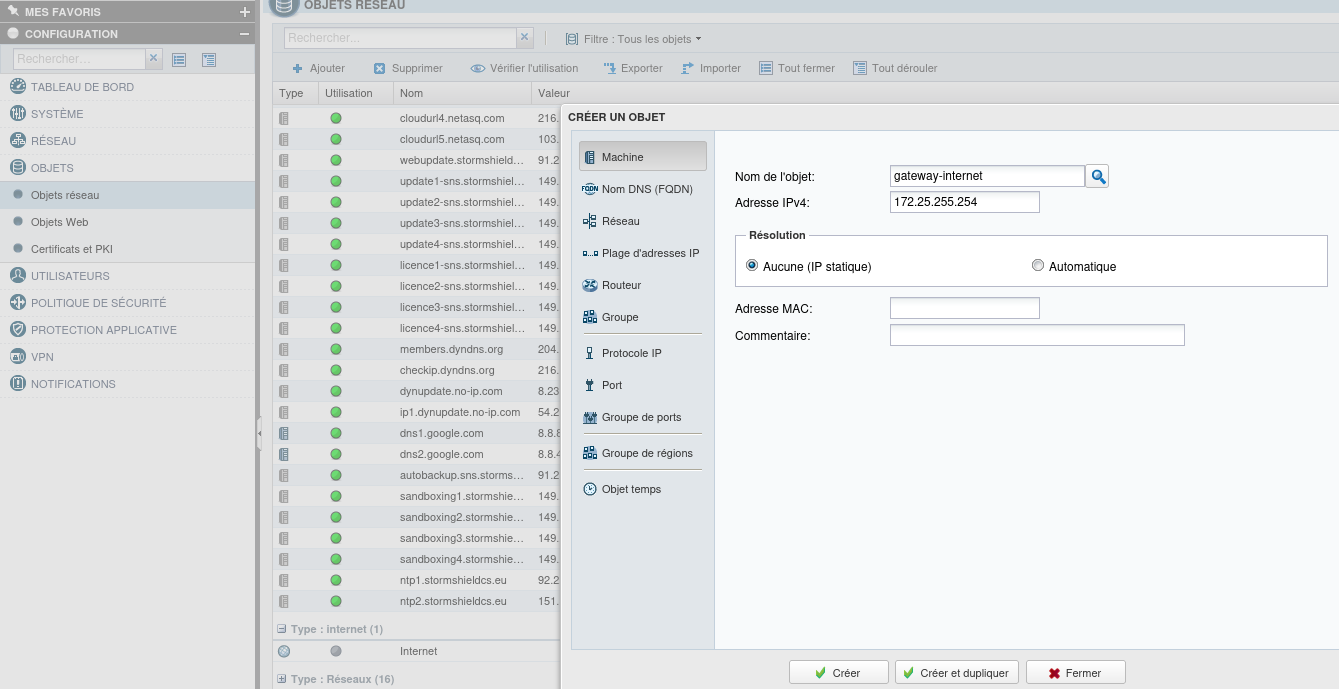 MES FAVORIS
CONFIGURATION
Rechercher...
TABLEAU DE BORD
SYSTÈME
RÉSEAU
OBJETS
Objets réseau
Objets Web
Certificats et PKI
UTILISATEURS
POLITIQUE DE SÉCURITÉ
PROTECTION APPLICATIVE
VPN
NOTIFICATIONS
OBJETS RÉSEAU
Rechercher... Filtre : Tous les objets
Ajouter Supprimer Vérifier l'utilisation Exporter Importer Tout fermer Tout dérouler
Type Utilisation Nom Valeur
cloudurl4.netasq.com 216.
cloudurl5.netasq.com 103.
webupdate.stormshield... 91.2
update1-sns.stormshiel... 149.
update2-sns.stormshiel... 149.
update3-sns.stormshiel... 149.
update4-sns.stormshiel... 149.
licence1-sns.stormshiel... 149.
licence2-sns.stormshiel... 149.
licence3-sns.stormshiel... 149.
licence4-sns.stormshiel... 149.
members.dyndns.org 204.
checkip.dyndns.org 216.
dynupdate.no-ip.com 8.23
ip1.dynupdate.no-ip.com 54.2
dns1.google.com 8.8.8
dns2.google.com 8.8.4
autobackup.sns.storms... 91.2
sandboxing1.stormshie... 149.
sandboxing2.stormshie... 149.
sandboxing3.stormshie... 149.
sandboxing4.stormshie... 149.
ntp1.stormshieldcs.eu 92.2
ntp2.stormshieldcs.eu 151.
Type : internet (1)
Internet
Type : Réseaux (16)
CRÉER UN OBJET
Machine
FQDN Nom DNS (FQDN)
Réseau
Plage d'adresses IP
Routeur
Groupe
Protocole IP
Port
Groupe de ports
Groupe de régions
Objet temps
Nom de l'objet: gateway-internet
Adresse IPv4: 172.25.255.254
Résolution
Aucune (IP statique) Automatique
Adresse MAC:
Commentaire:
Créer Créer et dupliquer Fermer